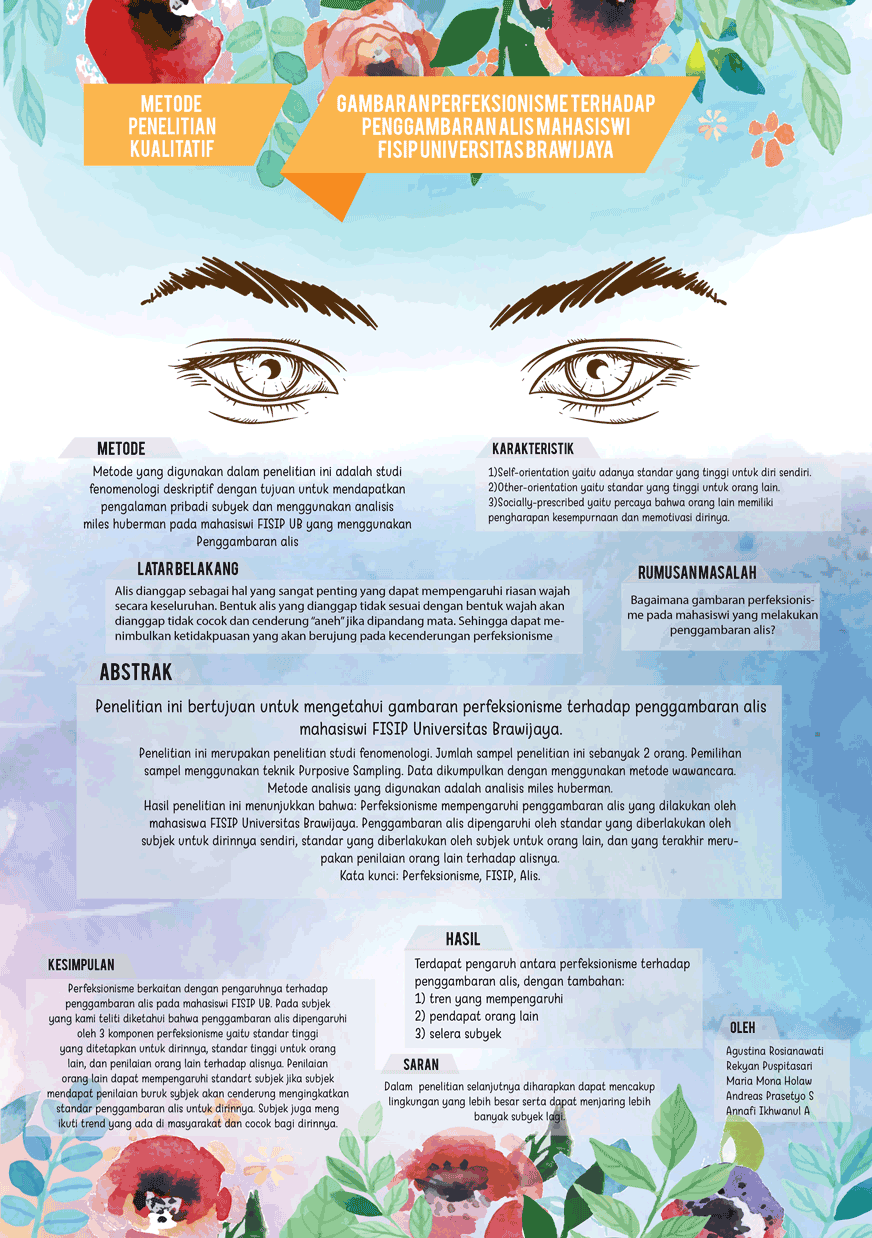 METODE
PENELITIAN
KUALITATIF
GAMBARAN PERFEKSIONISME TERHADAP
PENGGAMBARAN ALIS MAHASISWI
FISIP UNIVERSITAS BRAWIJAYA
METODE
Metode yang digunakan dalam penelitian ini adalah studi
fenomenologi deskriptif dengan tujuan untuk mendapatkan
pengalaman pribadi subyek dan menggunakan analisis
miles huberman pada mahasiswi FISIP UB yang menggunakan
Penggambaran alis
KARAKTERISTIK
1)Self-orientation yaitu adanya standar yang tinggi untuk diri sendiri.
2)Other-orientation yaitu standar yang tinggi untuk orang lain.
3)Socially-prescribed yaitu percaya bahwa orang lain memiliki
pengharapan kesempurnaan dan memotivasi dirinya.
LATAR BELAKANG
Alis dianggap sebagai hal yang sangat penting yang dapat mempengaruhi riasan wajah
secara keseluruhan. Bentuk alis yang dianggap tidak sesuai dengan bentuk wajah akan
dianggap tidak cocok dan cenderung “aneh” jika dipandang mata. Sehingga dapat me-
nimbulkan ketidakpuasan yang akan berujung pada kecenderungan perfeksionisme
RUMUSAN MASALAH
Bagaimana gambaran perfeksionis-
me pada mahasiswi yang melakukan
penggambaran alis?
ABSTRAK
Penelitian ini bertujuan untuk mengetahui gambaran perfeksionisme terhadap penggambaran alis
mahasiswi FISIP Universitas Brawijaya.
Penelitian ini merupakan penelitian studi fenomenologi. Jumlah sampel penelitian ini sebanyak 2 orang. Pemilihan
sampel menggunakan teknik Purposive Sampling. Data dikumpulkan dengan menggunakan metode wawancara.
Metode analisis yang digunakan adalah analisis miles huberman.
Hasil penelitian ini menunjukkan bahwa: Perfeksionisme mempengaruhi penggambaran alis yang dilakukan oleh
mahasiswa FISIP Universitas Brawijaya. Penggambaran alis dipengaruhi oleh standar yang diberlakukan oleh
subjek untuk dirinnya sendiri, standar yang diberlakukan oleh subjek untuk orang lain, dan yang terakhir meru-
pakan penilaian orang lain terhadap alisnya.
Kata kunci: Perfeksionisme, FISIP, Alis.
HASIL
Terdapat pengaruh antara perfeksionisme terhadap
penggambaran alis, dengan tambahan:
1) tren yang mempengaruhi
2) pendapat orang lain
3) selera subyek
KESIMPULAN
Perfeksionisme berkaitan dengan pengaruhnya terhadap
penggambaran alis pada mahasiswi FISIP UB. Pada subjek
yang kami teliti diketahui bahwa penggambaran alis dipengaruhi
oleh 3 komponen perfeksionisme yaitu standar tinggi
yang ditetapkan untuk dirinnya, standar tinggi untuk orang
lain, dan penilaian orang lain terhadap alisnya. Penilaian
orang lain dapat mempengaruhi standart subjek jika subjek
mendapat penilaian buruk sybjek akan cenderung mengingkatkan
standar penggambaran alis untuk dirinnya. Subjek juga meng
ikuti trend yang ada di masyarakat dan cocok bagi dirinnya.
SARAN
Dalam penelitian selanjutnya diharapkan dapat mencakup
lingkungan yang lebih besar serta dapat menjaring lebih
banyak subyek lagi.
OLEH
Agustina Rosianawati
Rekyan Puspitasari
Maria Mona Holaw
Andreas Prasetyo S
Annafi Ikhwanul A